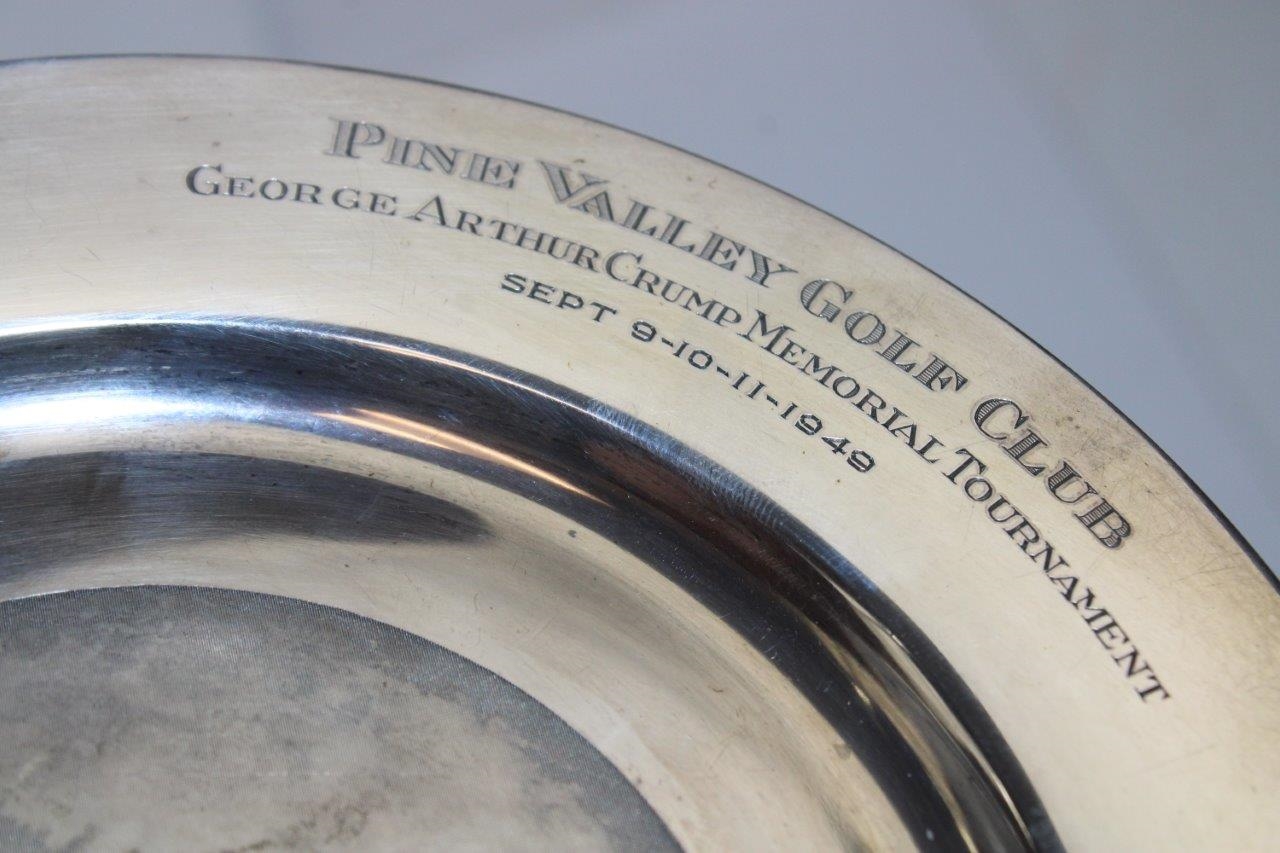 PINE VALLEY GOLF CLUB
GEORGE ARTHUR CRUMP MEMORIAL TOURNAMENT
SEPT 9-10-11-1949